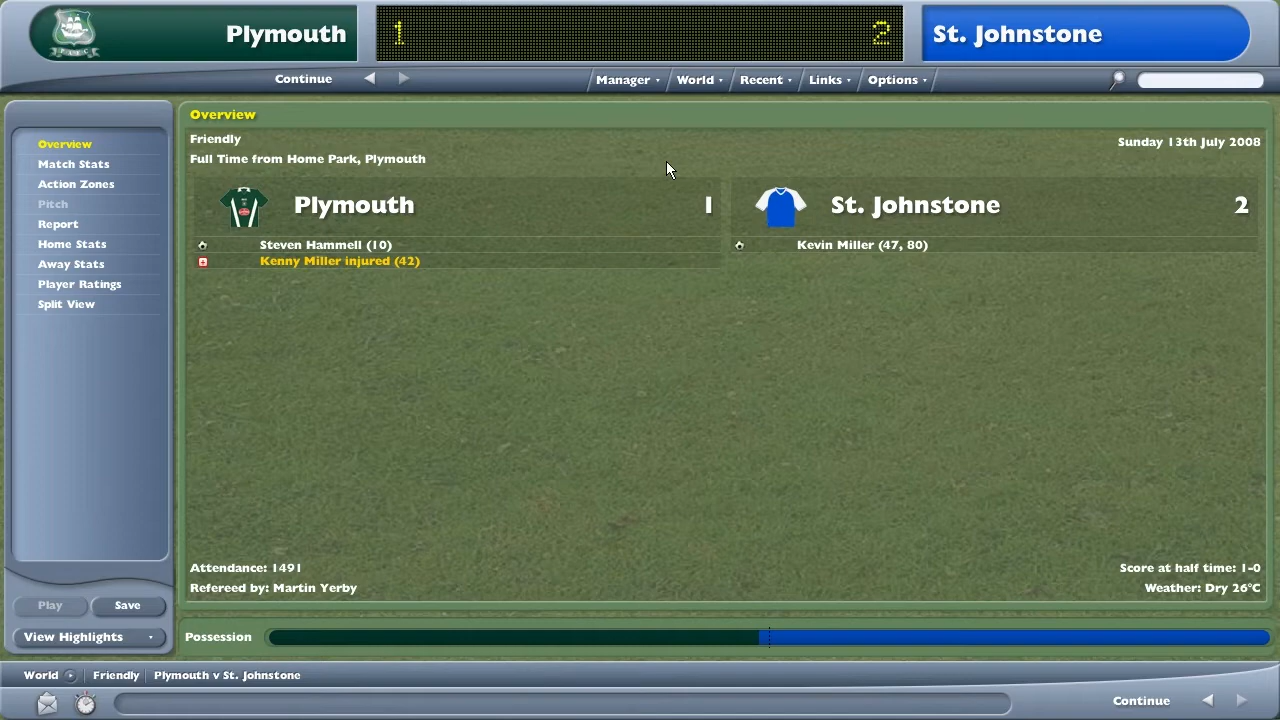 Plymouth 1 2 St. Johnstone
Continue Manager World Recent Links Options
Overview
Match Stats
Action Zones
Pitch
Report
Home Stats
Away Stats
Player Ratings
Split View
Play Save
View Highlights
Overview
Friendly Sunday 13th July 2008
Full Time from Home Park, Plymouth
Plymouth 1 St. Johnstone 2
Steven Hammell (10) Kevin Miller (47, 80)
Kenny Miller injured (42)
Attendance: 1491 Score at half time: 1-0
Refereed by: Martin Yerby Weather: Dry 26°C
Possession
World Friendly Plymouth v St. Johnstone
Continue